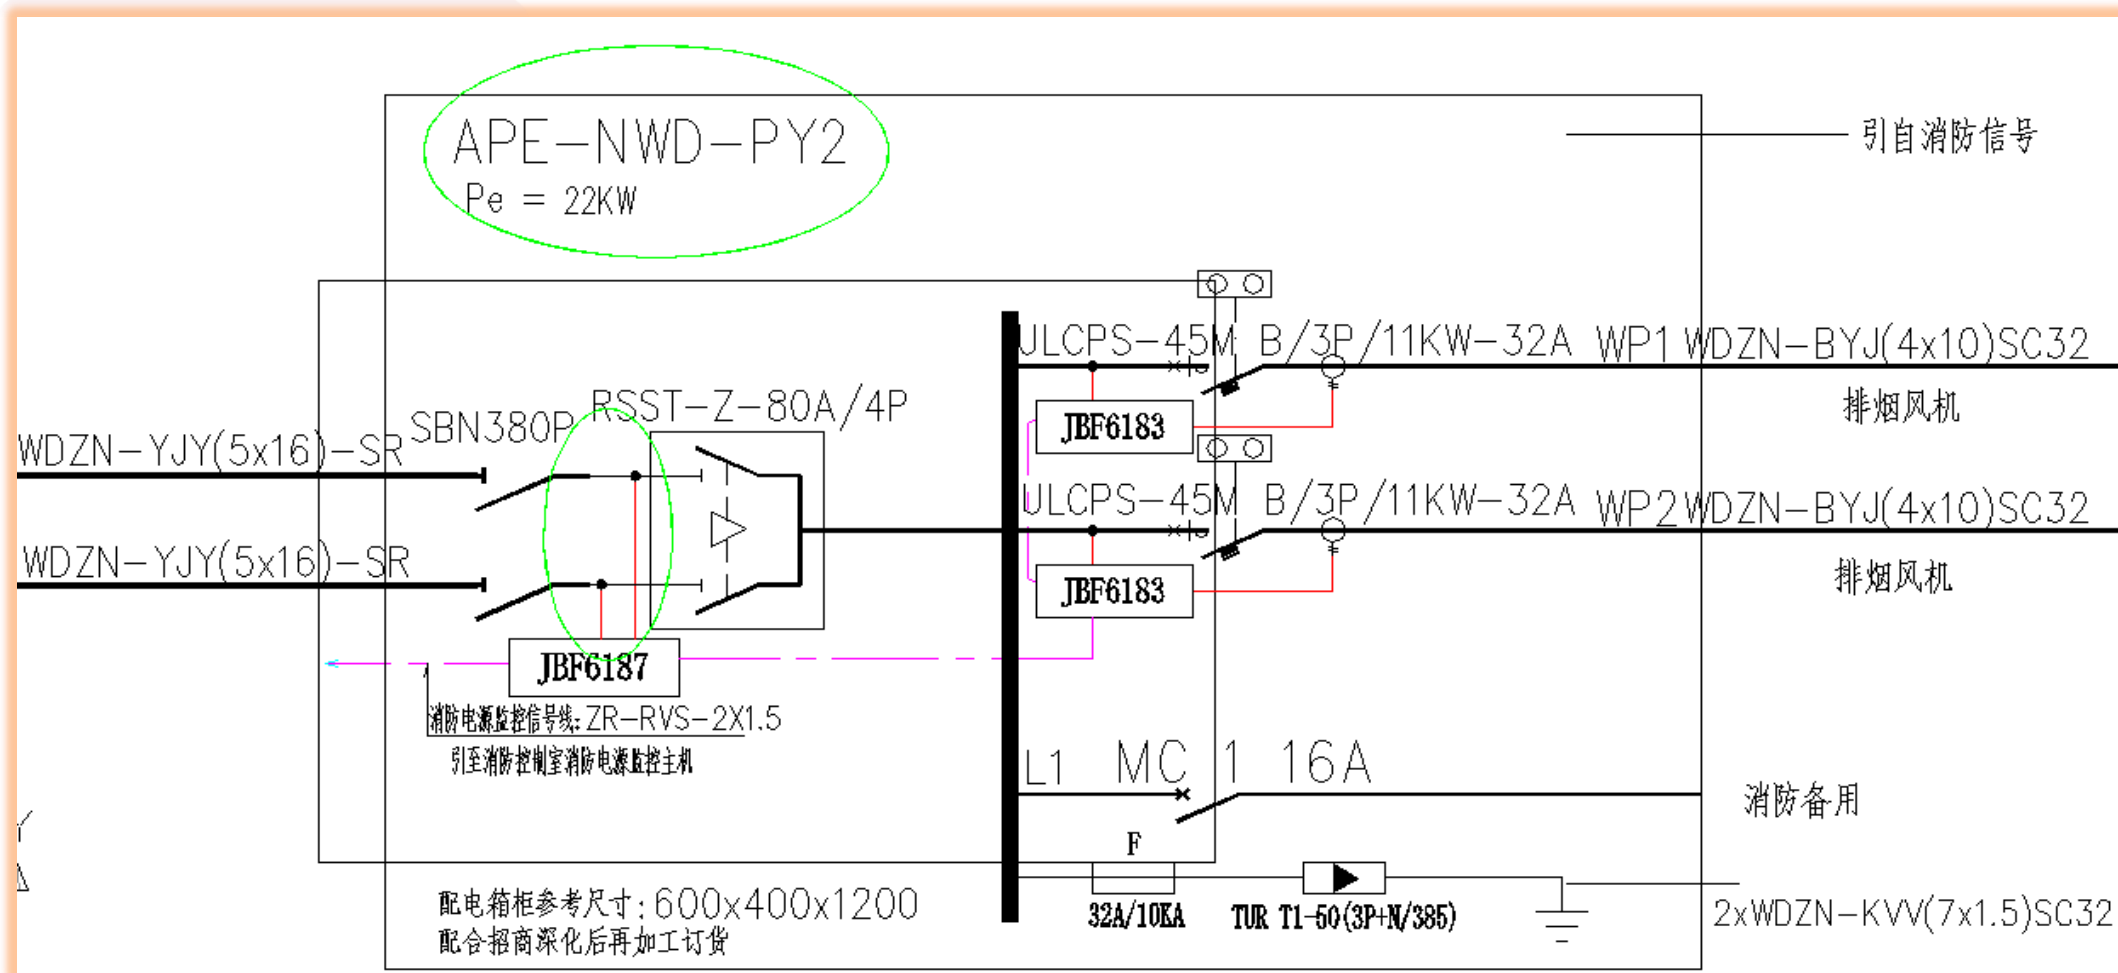 APE-NWD-PY2
Pe = 22KW
引自消防信号
ULCPS-45M B/3P/11KW-32A WP1 WDZN-BYJ(4x10)SC32
排烟风机
JBF6183
SBN380P RSST-Z-80A/4P
WDZN-YJY(5x16)-SR
ULCPS-45M B/3P/11KW-32A WP2 WDZN-BYJ(4x10)SC32
排烟风机
WDZN-YJY(5x16)-SR
JBF6183
JBF6187
消防电源监控信号线:ZR-RVS-2X1.5
引至消防控制室消防电源监控主机
L1 MC 1 16A
消防备用
F
32A/10KA
TUR T1-50(3P+N/385)
2xWDZN-KVV(7x1.5)SC32
配电箱柜参考尺寸:600x400x1200
配合招商深化后再加工订货